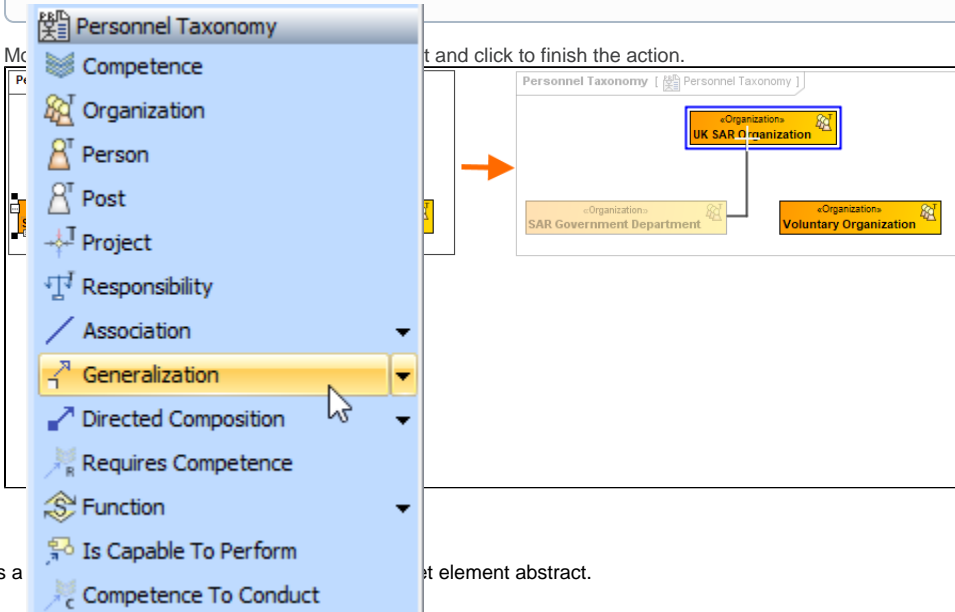 Personnel Taxonomy
Competence
Organization
Person
Post
Project
Responsibility
Association
Generalization
Directed Composition
Requires Competence
Function
Is Capable To Perform
Competence To Conduct
t and click to finish the action.
Personnel Taxonomy [ Personnel Taxonomy ]
«Organization»
UK SAR Organization
«Organization»
SAR Government Department
«Organization»
Voluntary Organization
s a
t element abstract.